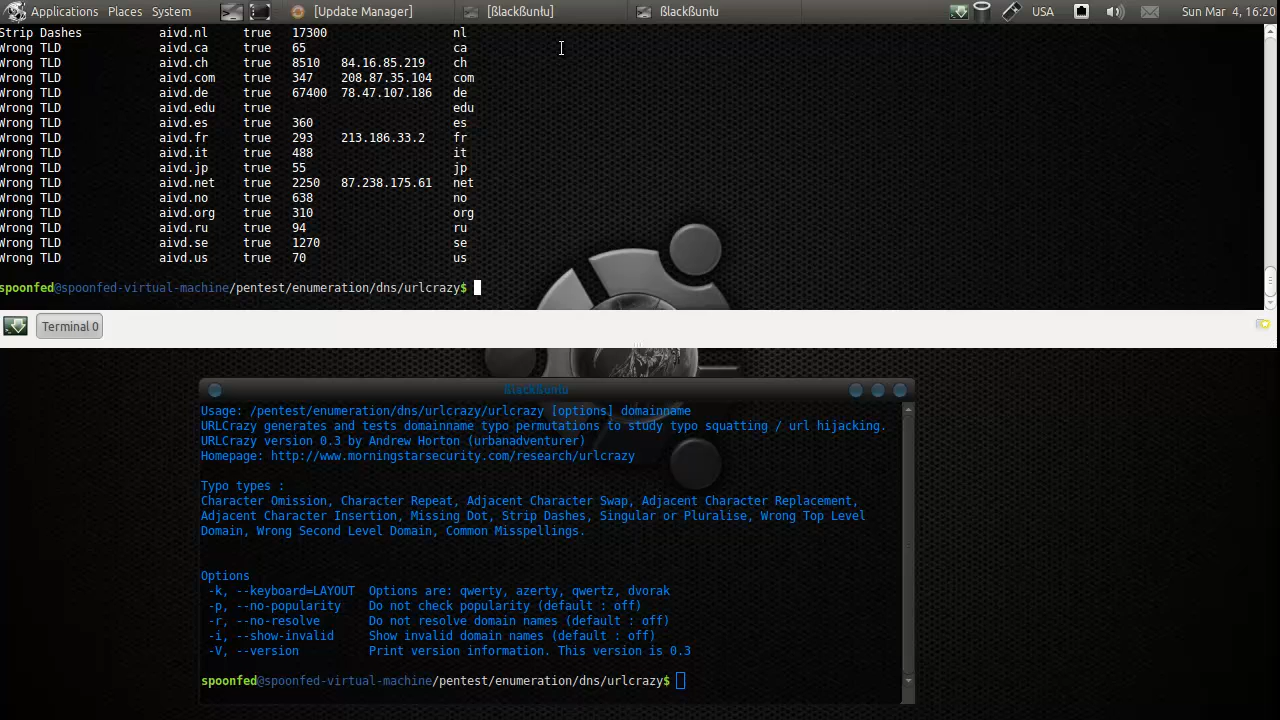 Applications Places System [Update Manager] [ßlackßunłu] ßlackßunłu USA Sun Mar 4, 16:20
Strip Dashes aivd.nl true 17300 nl
Wrong TLD aivd.ca true 65 ca
Wrong TLD aivd.ch true 8510 84.16.85.219 ch
Wrong TLD aivd.com true 347 208.87.35.104 com
Wrong TLD aivd.de true 67400 78.47.107.186 de
Wrong TLD aivd.edu true edu
Wrong TLD aivd.es true 360 es
Wrong TLD aivd.fr true 293 213.186.33.2 fr
Wrong TLD aivd.it true 488 it
Wrong TLD aivd.jp true 55 jp
Wrong TLD aivd.net true 2250 87.238.175.61 net
Wrong TLD aivd.no true 638 no
Wrong TLD aivd.org true 310 org
Wrong TLD aivd.ru true 94 ru
Wrong TLD aivd.se true 1270 se
Wrong TLD aivd.us true 70 us
spoonfed@spoonfed-virtual-machine/pentest/enumeration/dns/urlcrazy$
Terminal 0
ßlackßunłu
Usage: /pentest/enumeration/dns/urlcrazy/urlcrazy [options] domainname
URLCrazy generates and tests domainname typo permutations to study typo squatting / url hijacking.
URLCrazy version 0.3 by Andrew Horton (urbanadventurer)
Homepage: http://www.morningstarsecurity.com/research/urlcrazy
Typo types :
Character Omission, Character Repeat, Adjacent Character Swap, Adjacent Character Replacement,
Adjacent Character Insertion, Missing Dot, Strip Dashes, Singular or Pluralise, Wrong Top Level
Domain, Wrong Second Level Domain, Common Misspellings.
Options
-k, --keyboard=LAYOUT Options are: qwerty, azerty, qwertz, dvorak
-p, --no-popularity Do not check popularity (default : off)
-r, --no-resolve Do not resolve domain names (default : off)
-i, --show-invalid Show invalid domain names (default : off)
-V, --version Print version information. This version is 0.3
spoonfed@spoonfed-virtual-machine/pentest/enumeration/dns/urlcrazy$